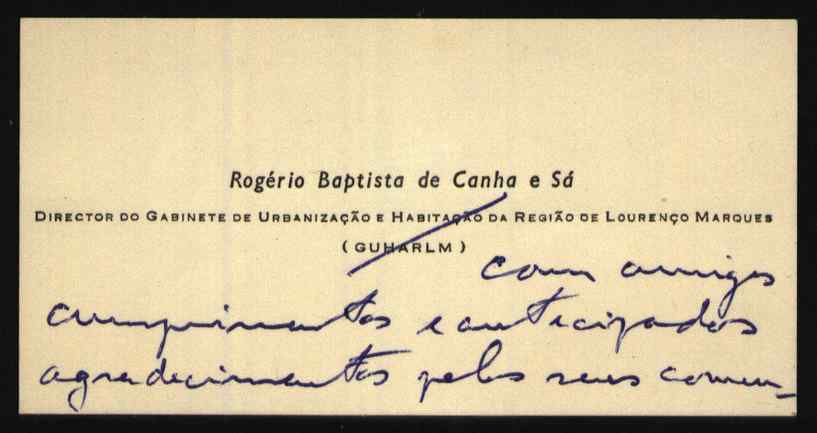 Rogério Baptista de Canha e Sá
DIRECTOR DO GABINETE DE URBANIZAÇÃO E HABITAÇÃO DA REGIÃO DE LOURENÇO MARQUES
(GUHARLM)
com amigos
cumprimentos e antecipados
agradecimentos pelos seus comen-